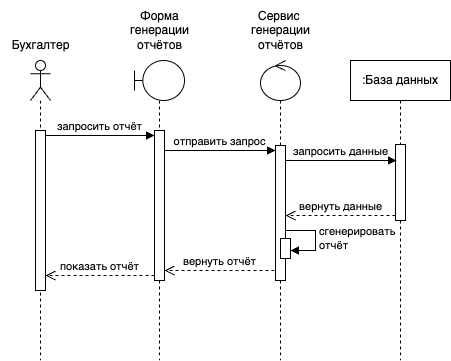 Форма
генерации
отчётов
Сервис
генерации
отчётов
Бухгалтер
:База данных
запросить отчёт
отправить запрос
запросить данные
вернуть данные
сгенерировать
отчёт
вернуть отчёт
показать отчёт